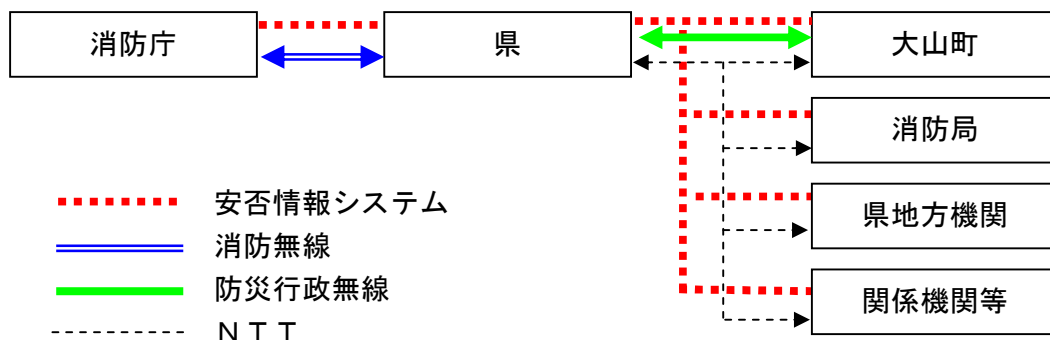 消防庁
県
大山町
消防局
県地方機関
関係機関等
安否情報システム
消防無線
防災行政無線
ＮＴＴ